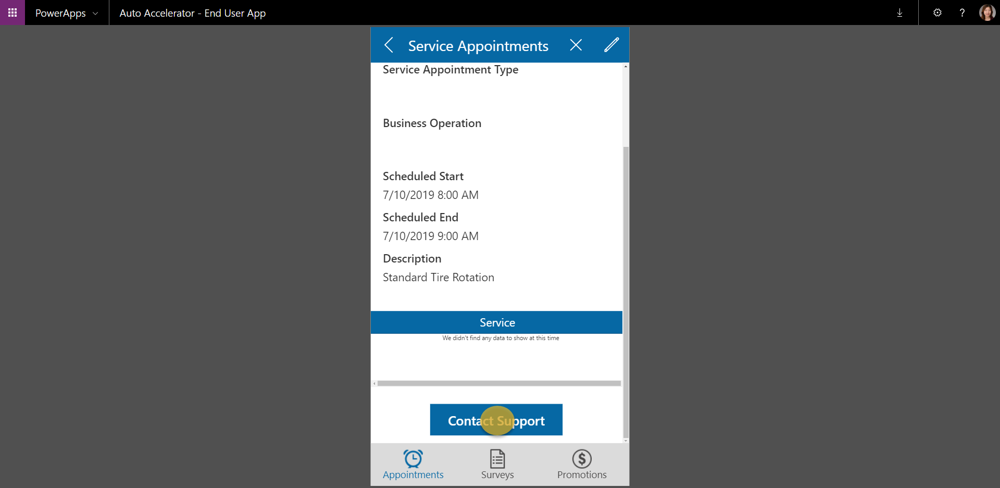 PowerApps
Auto Accelerator - End User App
?
Service Appointments
Service Appointment Type
Business Operation
Scheduled Start
7/10/2019 8:00 AM
Scheduled End
7/10/2019 9:00 AM
Description
Standard Tire Rotation
Service
We didn't find any data to show at this time
Contact Support
Appointments
Surveys
Promotions